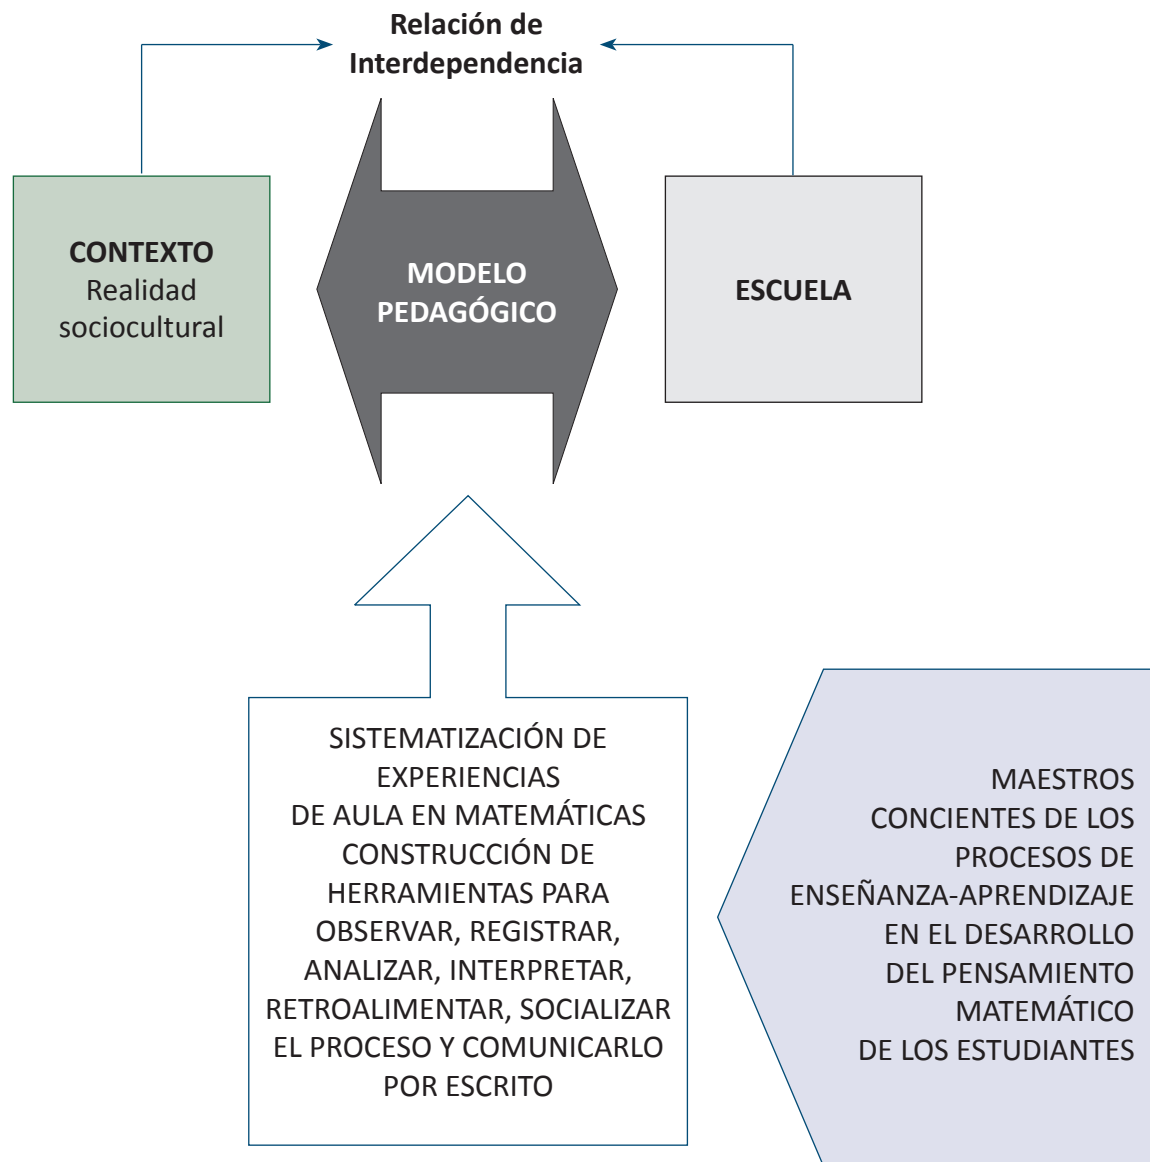 Relación de
Interdependencia
CONTEXTO
Realidad
sociocultural
MODELO
PEDAGÓGICO
ESCUELA
SISTEMATIZACIÓN DE
EXPERIENCIAS
DE AULA EN MATEMÁTICAS
CONSTRUCCIÓN DE
HERRAMIENTAS PARA
OBSERVAR, REGISTRAR,
ANALIZAR, INTERPRETAR,
RETROALIMENTAR, SOCIALIZAR
EL PROCESO Y COMUNICARLO
POR ESCRITO
MAESTROS
CONCIENTES DE LOS
PROCESOS DE
ENSEÑANZA-APRENDIZAJE
EN EL DESARROLLO
DEL PENSAMIENTO
MATEMÁTICO
DE LOS ESTUDIANTES